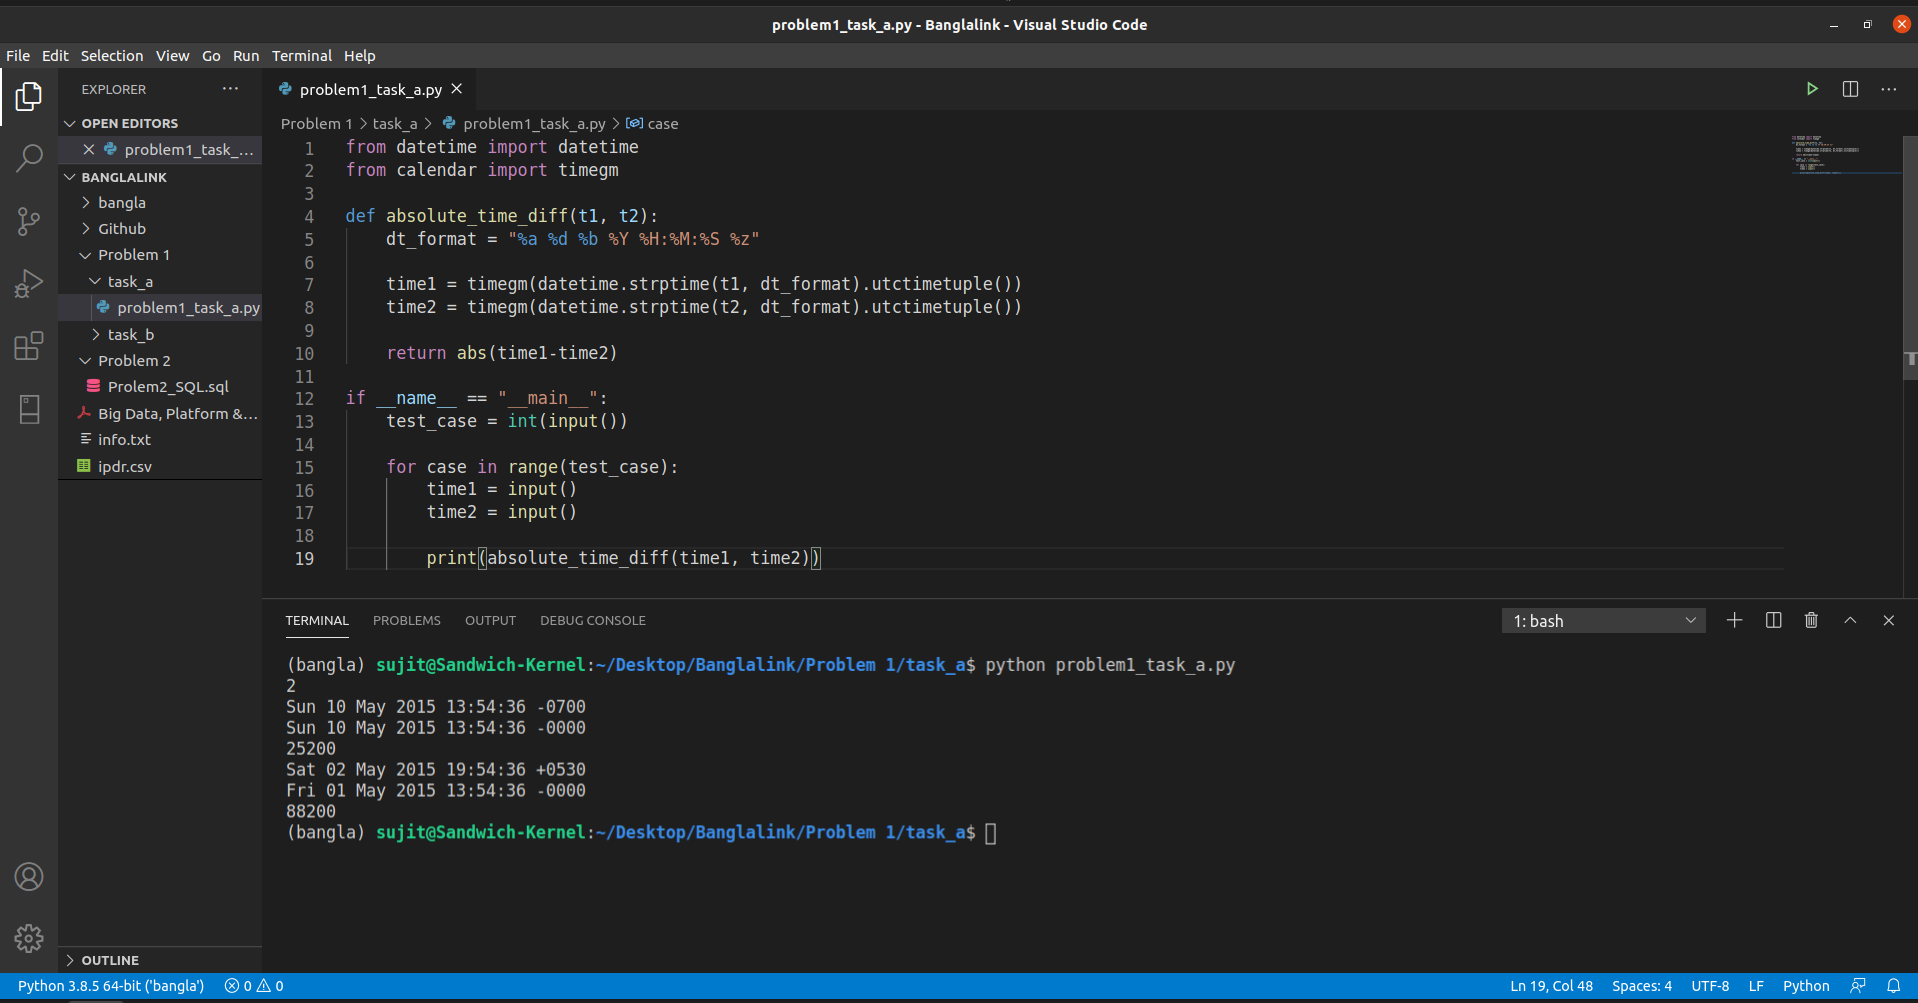 problem1_task_a.py - Banglalink - Visual Studio Code
File Edit Selection View Go Run Terminal Help
EXPLORER
OPEN EDITORS
problem1_task_...
BANGLALINK
bangla
Github
Problem 1
task_a
problem1_task_a.py
task_b
Problem 2
Prolem2_SQL.sql
Big Data, Platform &...
info.txt
ipdr.csv
OUTLINE
problem1_task_a.py
Problem 1 > task_a > problem1_task_a.py > case
1 from datetime import datetime
2 from calendar import timegm
3
4 def absolute_time_diff(t1, t2):
5     dt_format = "%a %d %b %Y %H:%M:%S %z"
6
7     time1 = timegm(datetime.strptime(t1, dt_format).utctimetuple())
8     time2 = timegm(datetime.strptime(t2, dt_format).utctimetuple())
9
10     return abs(time1-time2)
11
12 if __name__ == "__main__":
13     test_case = int(input())
14
15     for case in range(test_case):
16         time1 = input()
17         time2 = input()
18
19         print(absolute_time_diff(time1, time2))
TERMINAL PROBLEMS OUTPUT DEBUG CONSOLE 1: bash
(bangla) sujit@Sandwich-Kernel:~/Desktop/Banglalink/Problem 1/task_a$ python problem1_task_a.py
2
Sun 10 May 2015 13:54:36 -0700
Sun 10 May 2015 13:54:36 -0000
25200
Sat 02 May 2015 19:54:36 +0530
Fri 01 May 2015 13:54:36 -0000
88200
(bangla) sujit@Sandwich-Kernel:~/Desktop/Banglalink/Problem 1/task_a$
Python 3.8.5 64-bit ('bangla') 0 0 Ln 19, Col 48 Spaces: 4 UTF-8 LF Python